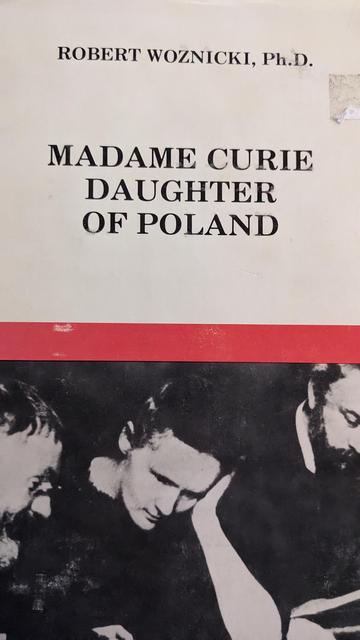 ROBERT WOZNICKI, Ph.D.
MADAME CURIE
DAUGHTER
OF POLAND